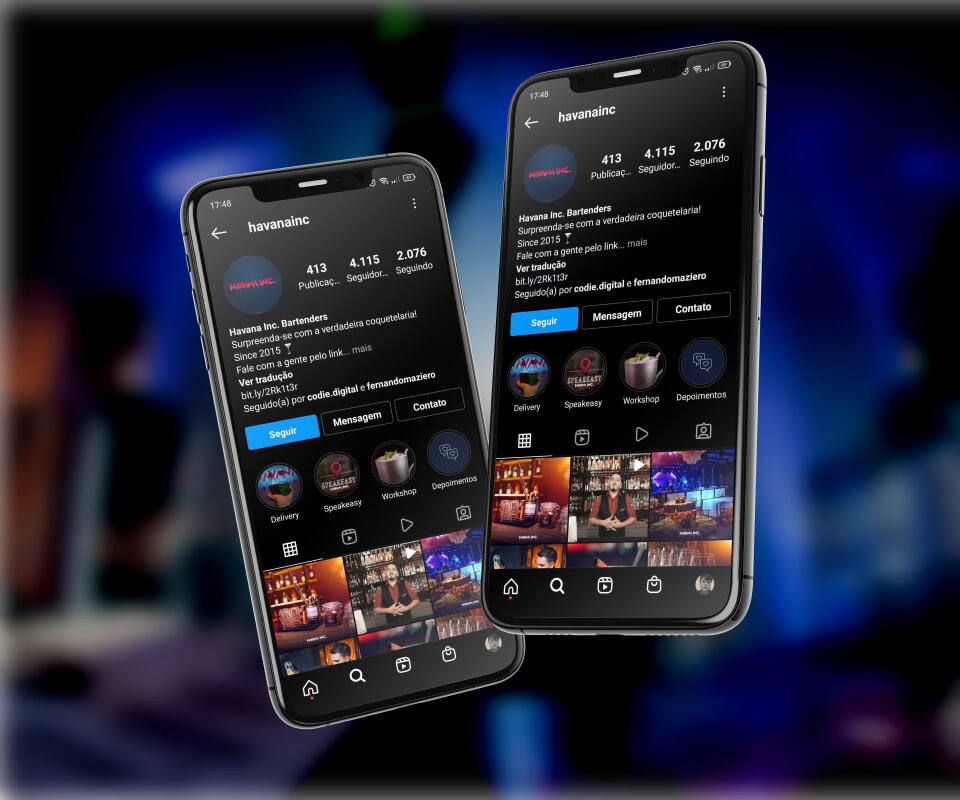 17:48
havanainc
HAVANA INC.
413
4.115
2.076
Publicaç...
Seguidor...
Seguindo
Havana Inc. Bartenders
Surpreenda-se com a verdadeira coquetelaria!
Since 2015
Fale com a gente pelo link... mais
Ver tradução
bit.ly/2Rk1t3r
Seguido(a) por codie.digital e fernandomaziero
Seguir
Mensagem
Contato
SPEAKEASY
Delivery
Speakeasy
Workshop
Depoimentos
HAVANA INC.
17:48
havanainc
HAVANA INC.
413
4.115
2.076
Publicaç...
Seguidor...
Seguindo
Havana Inc. Bartenders
Surpreenda-se com a verdadeira coquetelaria!
Since 2015
Fale com a gente pelo link... mais
Ver tradução
bit.ly/2Rk1t3r
Seguido(a) por codie.digital e fernandomaziero
Seguir
Mensagem
Contato
SPEAKEASY
Delivery
Speakeasy
Workshop
Depoimentos
HAVANA INC.